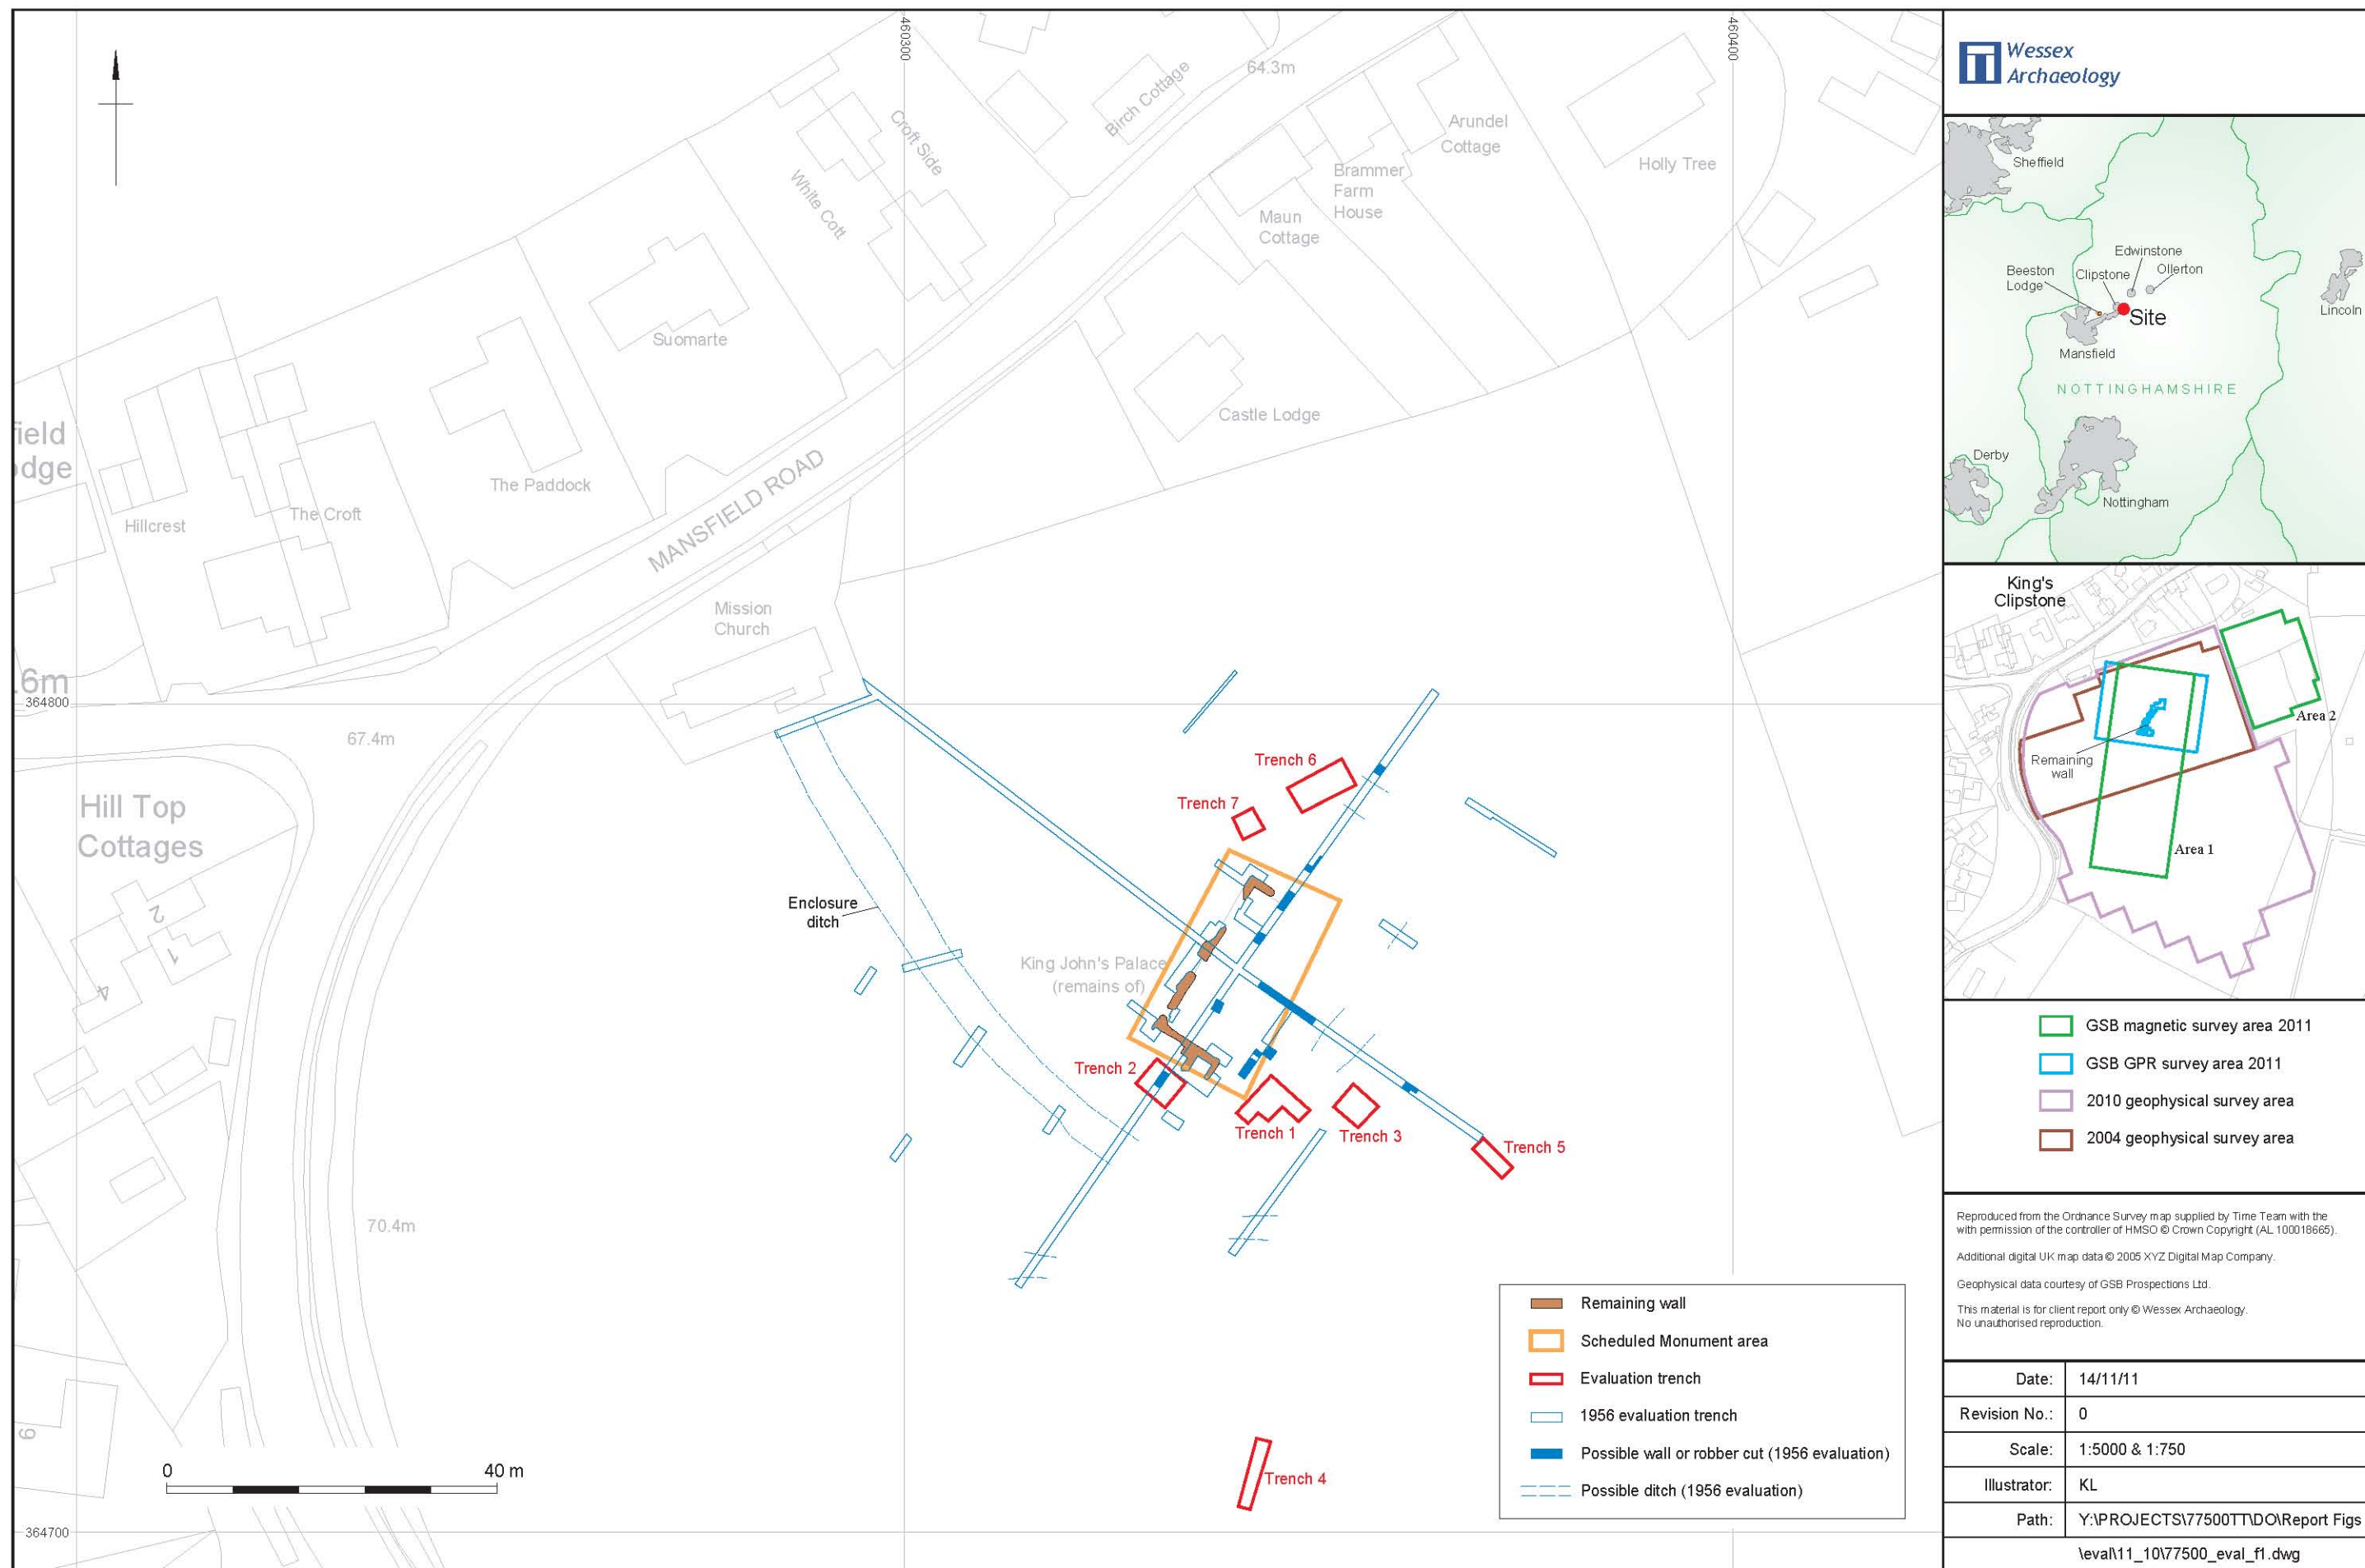 460300
460400
64.3m
Birch Cottage
Croft Side
White Cott
Arundel
Cottage
Brammer
Farm
House
Holly Tree
Maun
Cottage
Suomarte
Castle Lodge
field
odge
The Paddock
MANSFIELD ROAD
Hillcrest
The Croft
Mission
Church
.6m
364800
67.4m
Hill Top
Cottages
2
1
4
Trench 6
Trench 7
Enclosure
ditch
King John's Palace
(remains of)
Trench 2
Trench 1
Trench 3
Trench 5
70.4m
6
0
40 m
Trench 4
364700
Remaining wall
Scheduled Monument area
Evaluation trench
1956 evaluation trench
Possible wall or robber cut (1956 evaluation)
Possible ditch (1956 evaluation)
Wessex
Archaeology
Sheffield
Edwinstone
Beeston
Lodge
Clipstone
Ollerton
Site
Lincoln
Mansfield
NOTTINGHAMSHIRE
Derby
Nottingham
King's
Clipstone
Area 2
Remaining
wall
Area 1
GSB magnetic survey area 2011
GSB GPR survey area 2011
2010 geophysical survey area
2004 geophysical survey area
Reproduced from the Ordnance Survey map supplied by Time Team with the
with permission of the controller of HMSO © Crown Copyright (AL 100018665).
Additional digital UK map data © 2005 XYZ Digital Map Company.
Geophysical data courtesy of GSB Prospections Ltd.
This material is for client report only © Wessex Archaeology.
No unauthorised reproduction.
Date: 14/11/11
Revision No.: 0
Scale: 1:5000 & 1:750
Illustrator: KL
Path: Y:\PROJECTS\77500TT\DO\Report Figs
\eval\11_10\77500_eval_f1.dwg